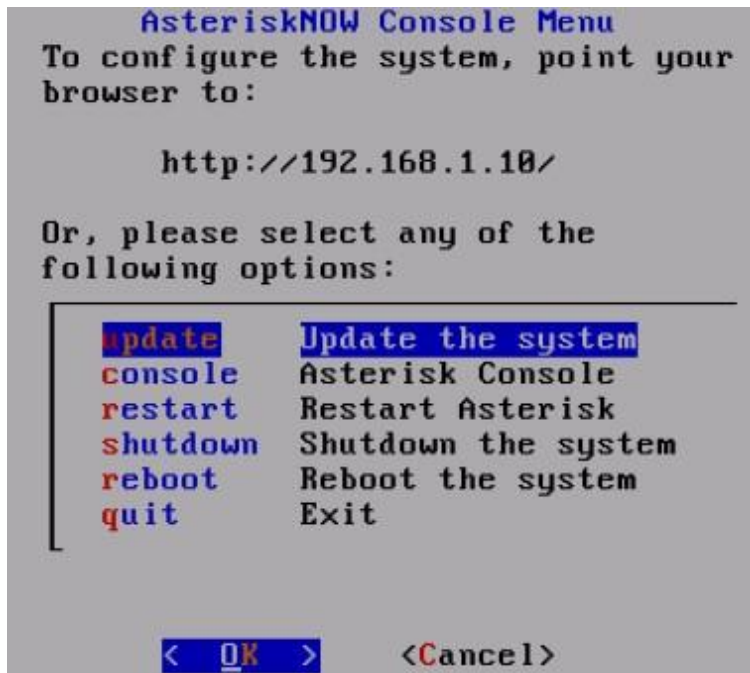 AsteriskNOW Console Menu
To configure the system, point your
browser to:
http://192.168.1.10/
Or, please select any of the
following options:
update Update the system
console Asterisk Console
restart Restart Asterisk
shutdown Shutdown the system
reboot Reboot the system
quit Exit
< OK > <Cancel>